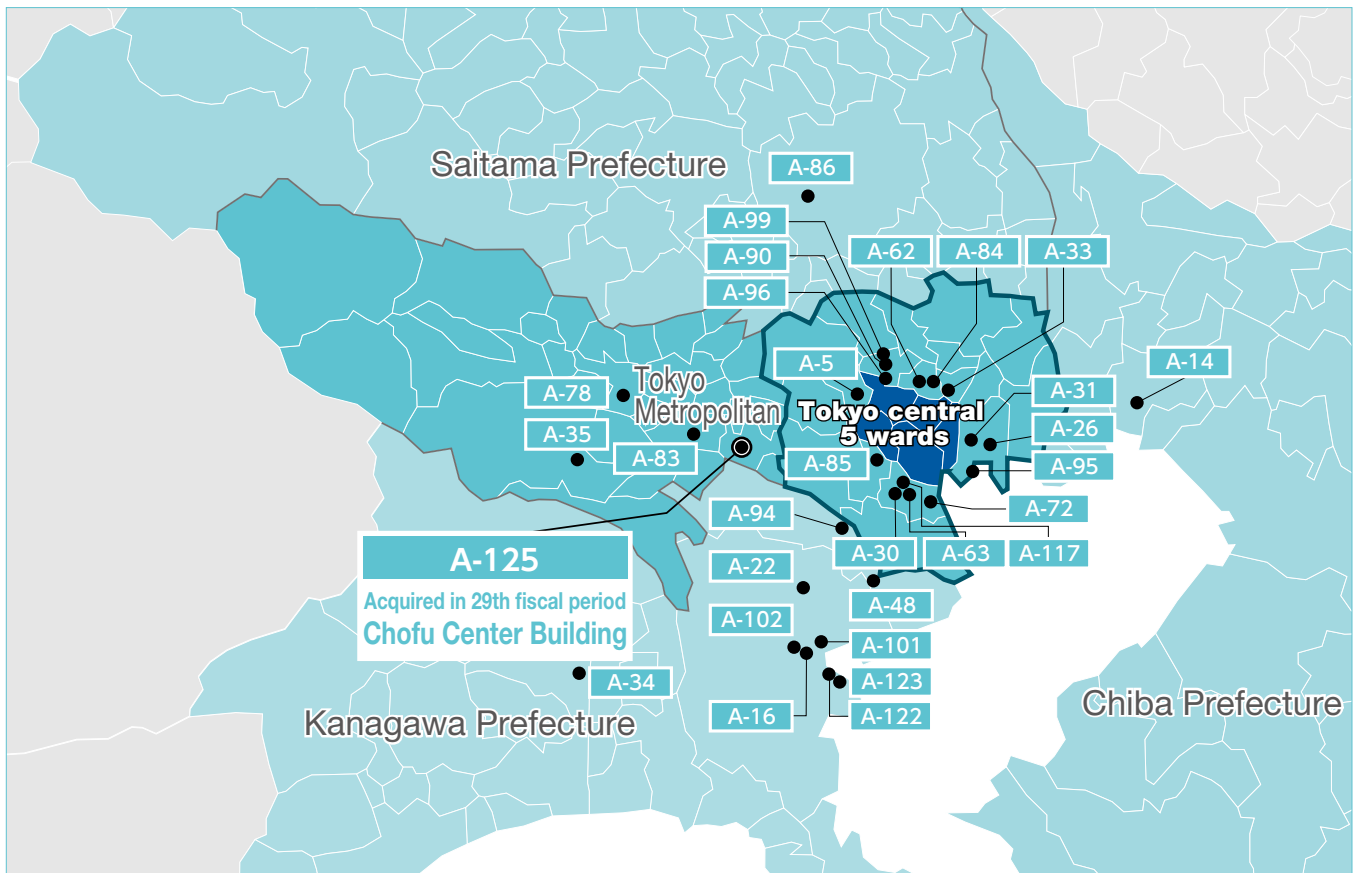 Saitama Prefecture
A-86
A-99
A-90
A-96
A-62
A-84
A-33
A-5
A-14
A-78
Tokyo
Metropolitan
Tokyo central
5 wards
A-31
A-35
A-26
A-83
A-85
A-95
A-94
A-72
A-30
A-63
A-117
A-125
Acquired in 29th fiscal period
Chofu Center Building
A-22
A-48
A-102
A-101
A-34
A-123
A-16
A-122
Kanagawa Prefecture
Chiba Prefecture